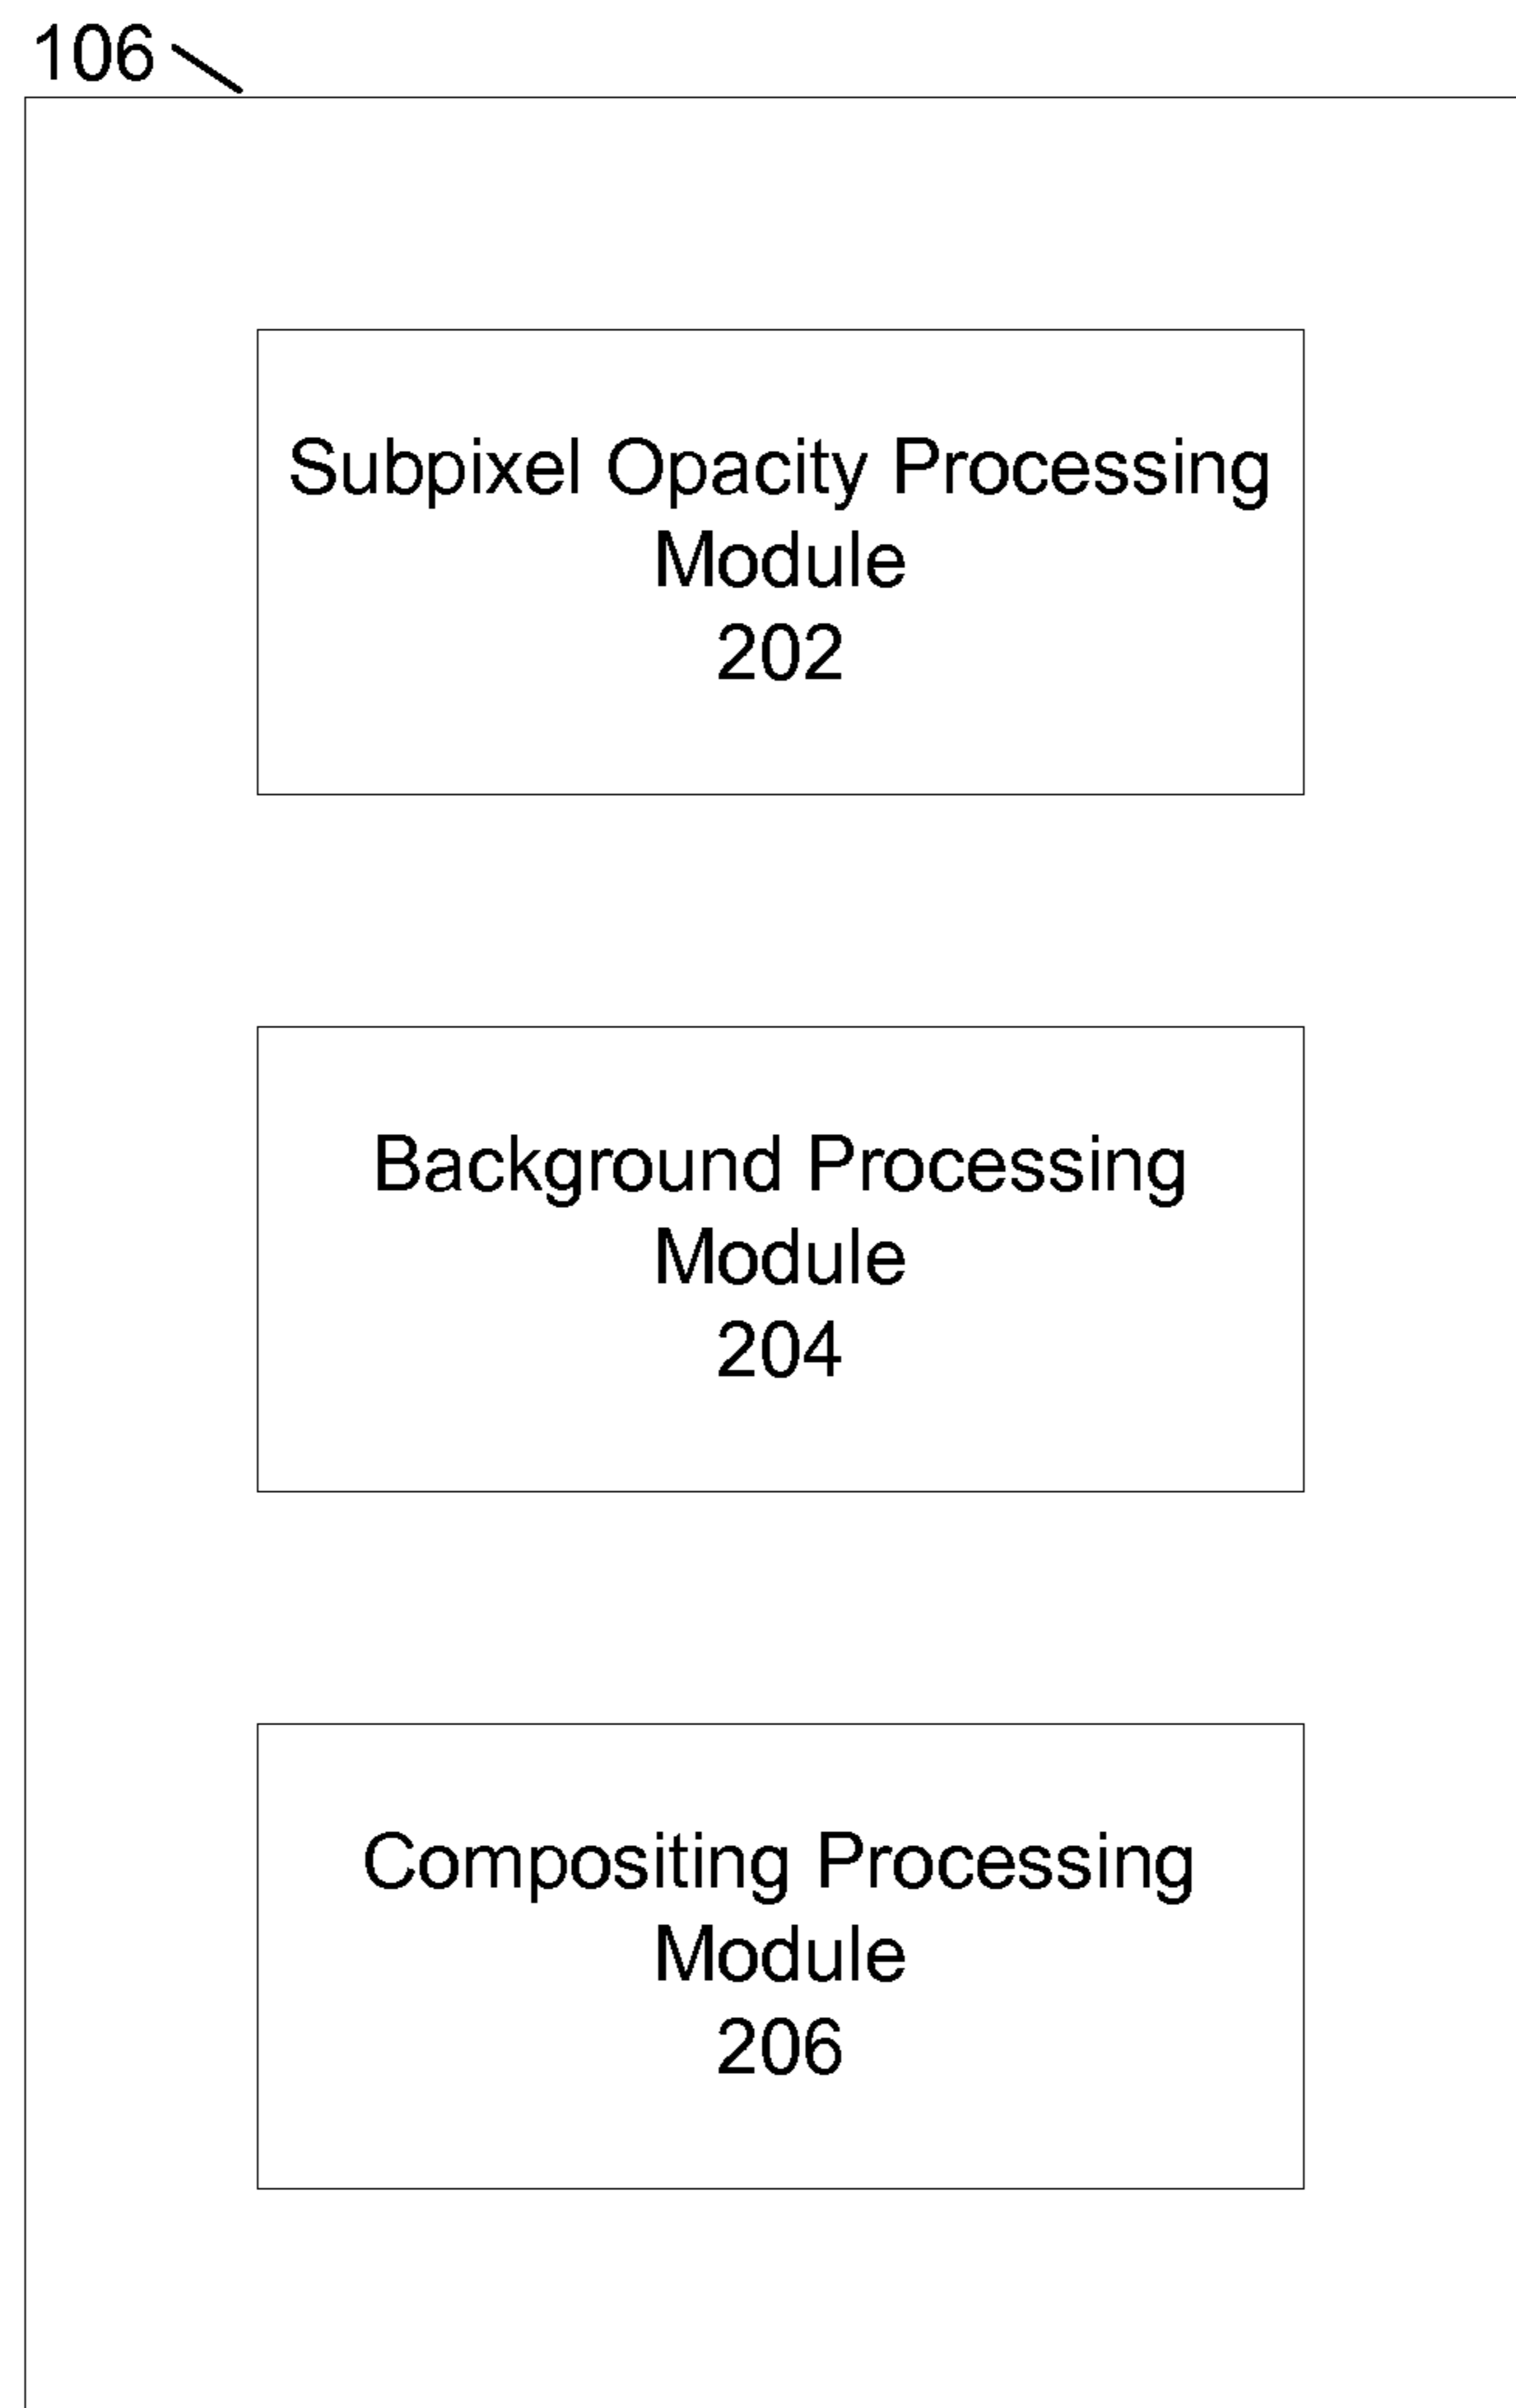 106
Subpixel Opacity Processing
Module
202
Background Processing
Module
204
Compositing Processing
Module
206